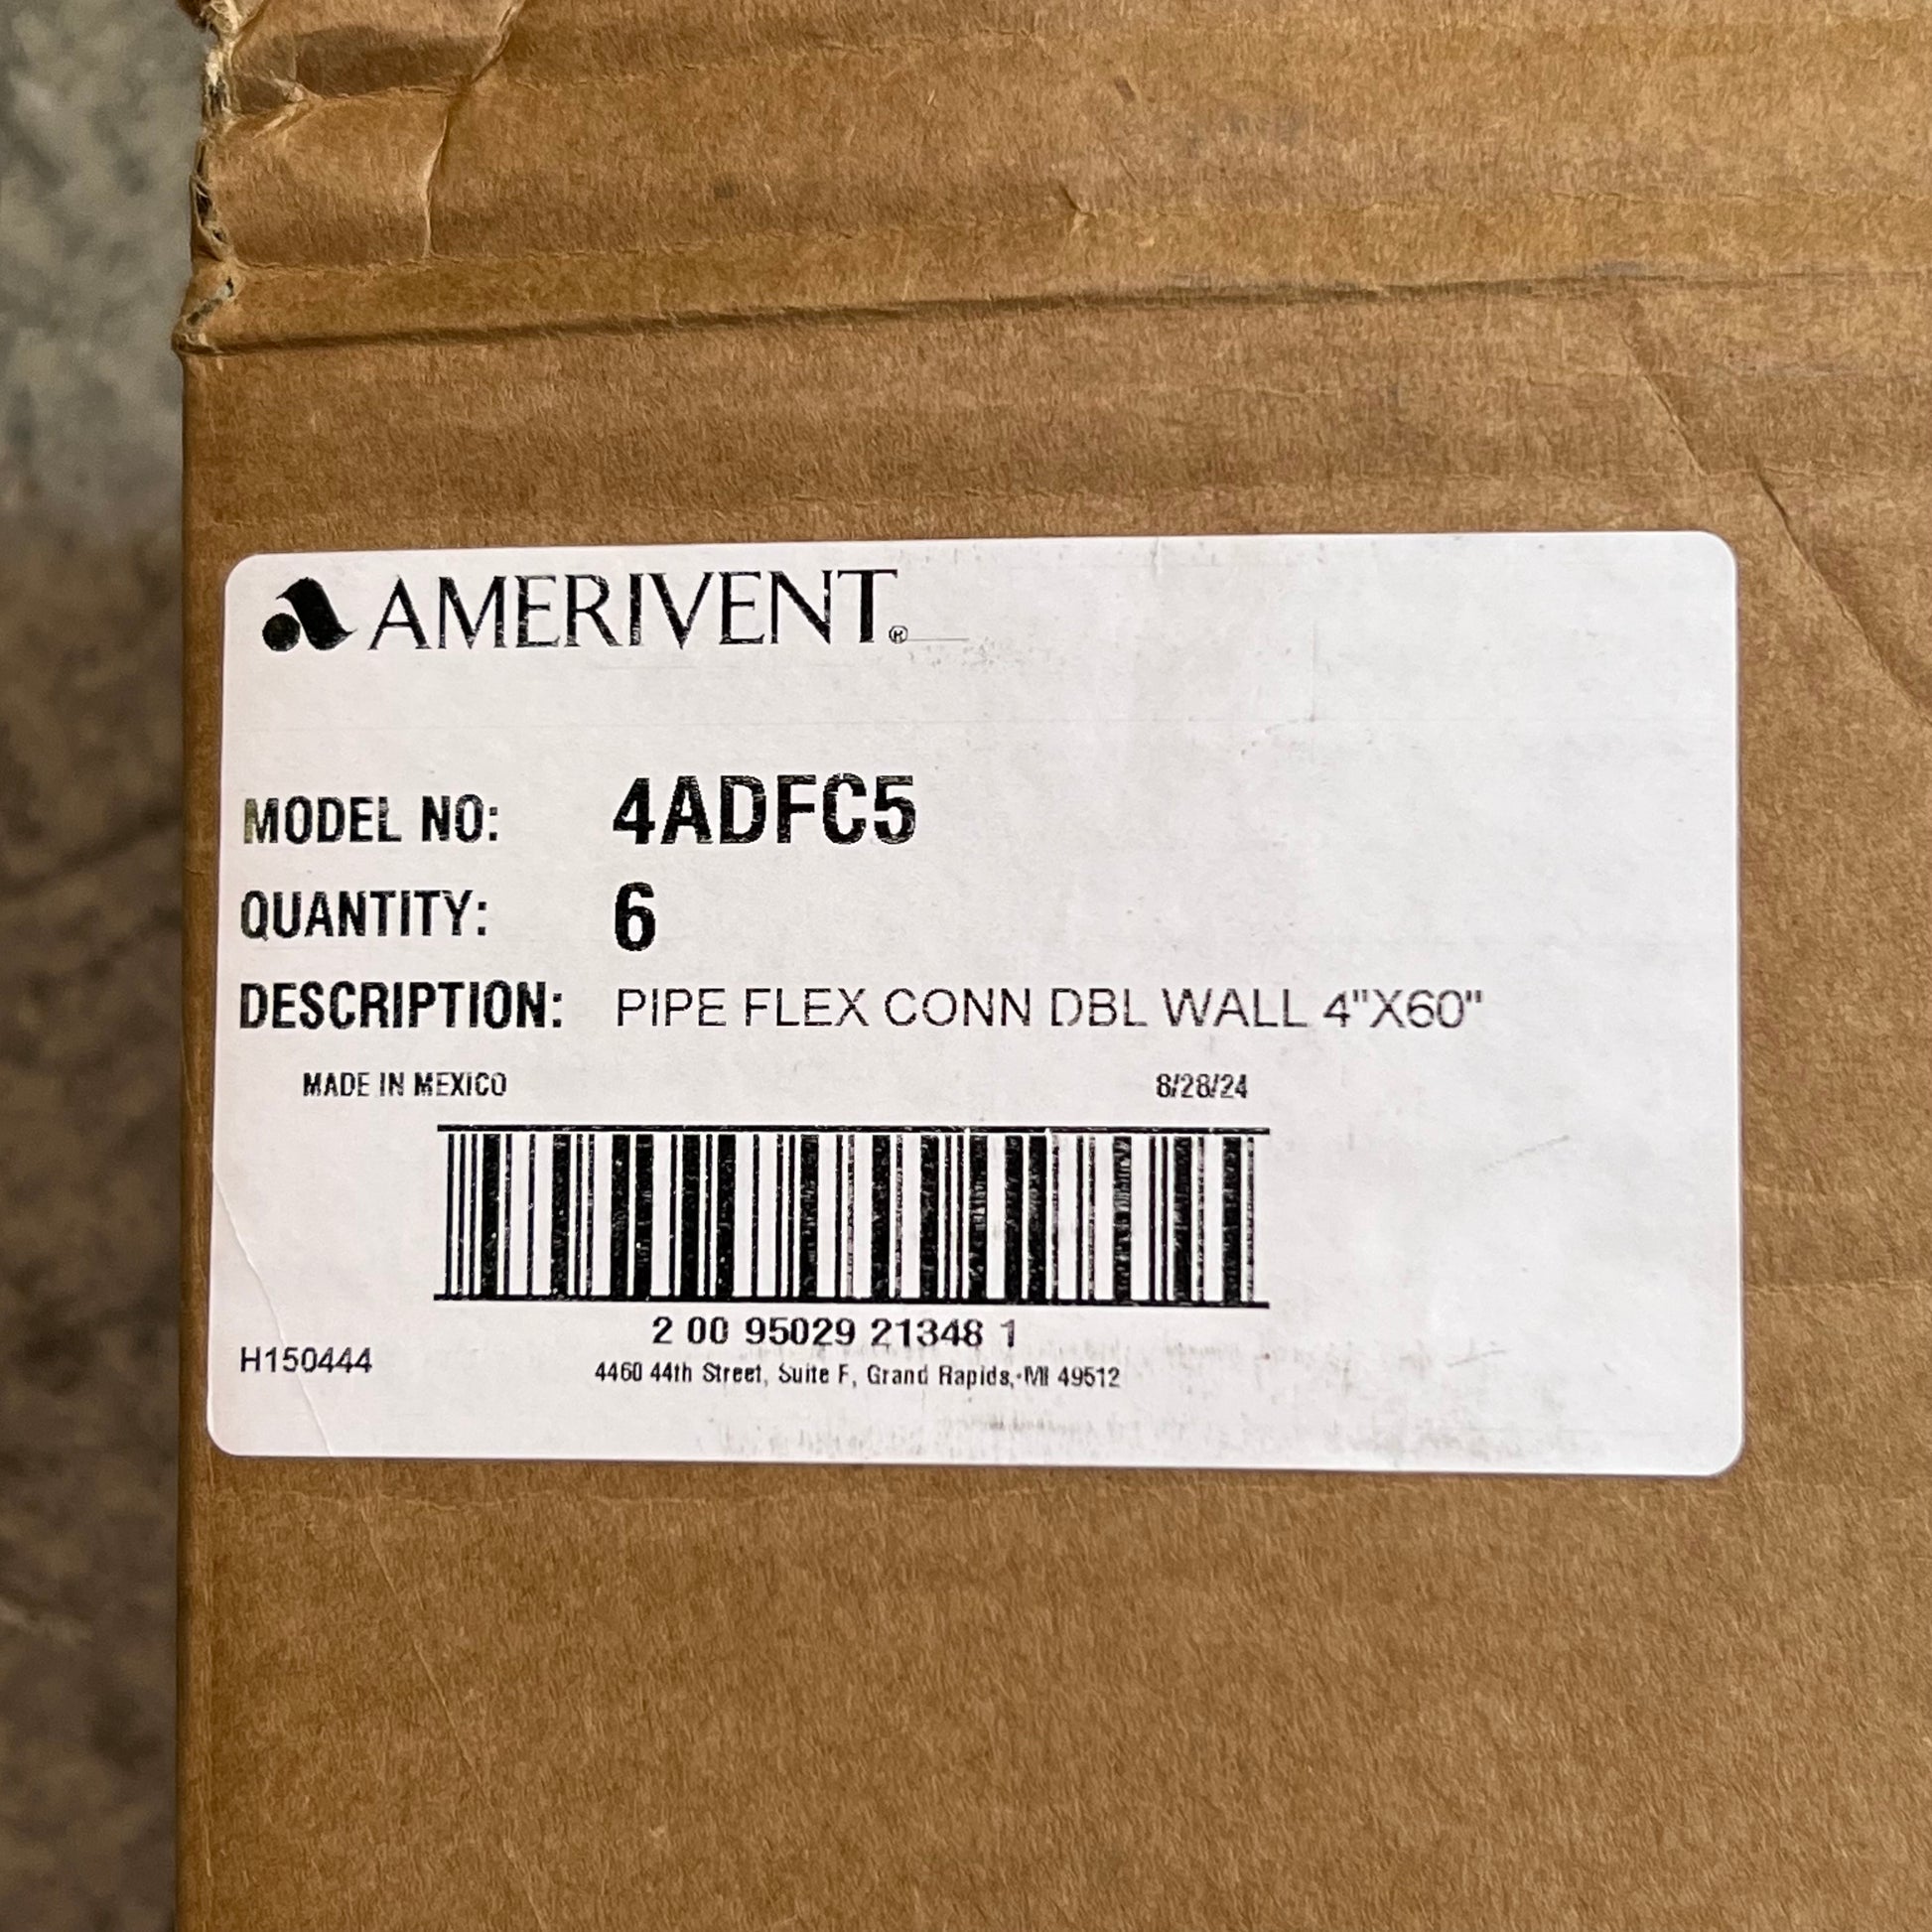 AMERIVENT®
MODEL NO: 4ADFC5
QUANTITY: 6
DESCRIPTION: PIPE FLEX CONN DBL WALL 4"X60"
MADE IN MEXICO 8/28/24
2 00 95029 21348 1
H150444
4460 44th Street, Suite F, Grand Rapids, MI 49512